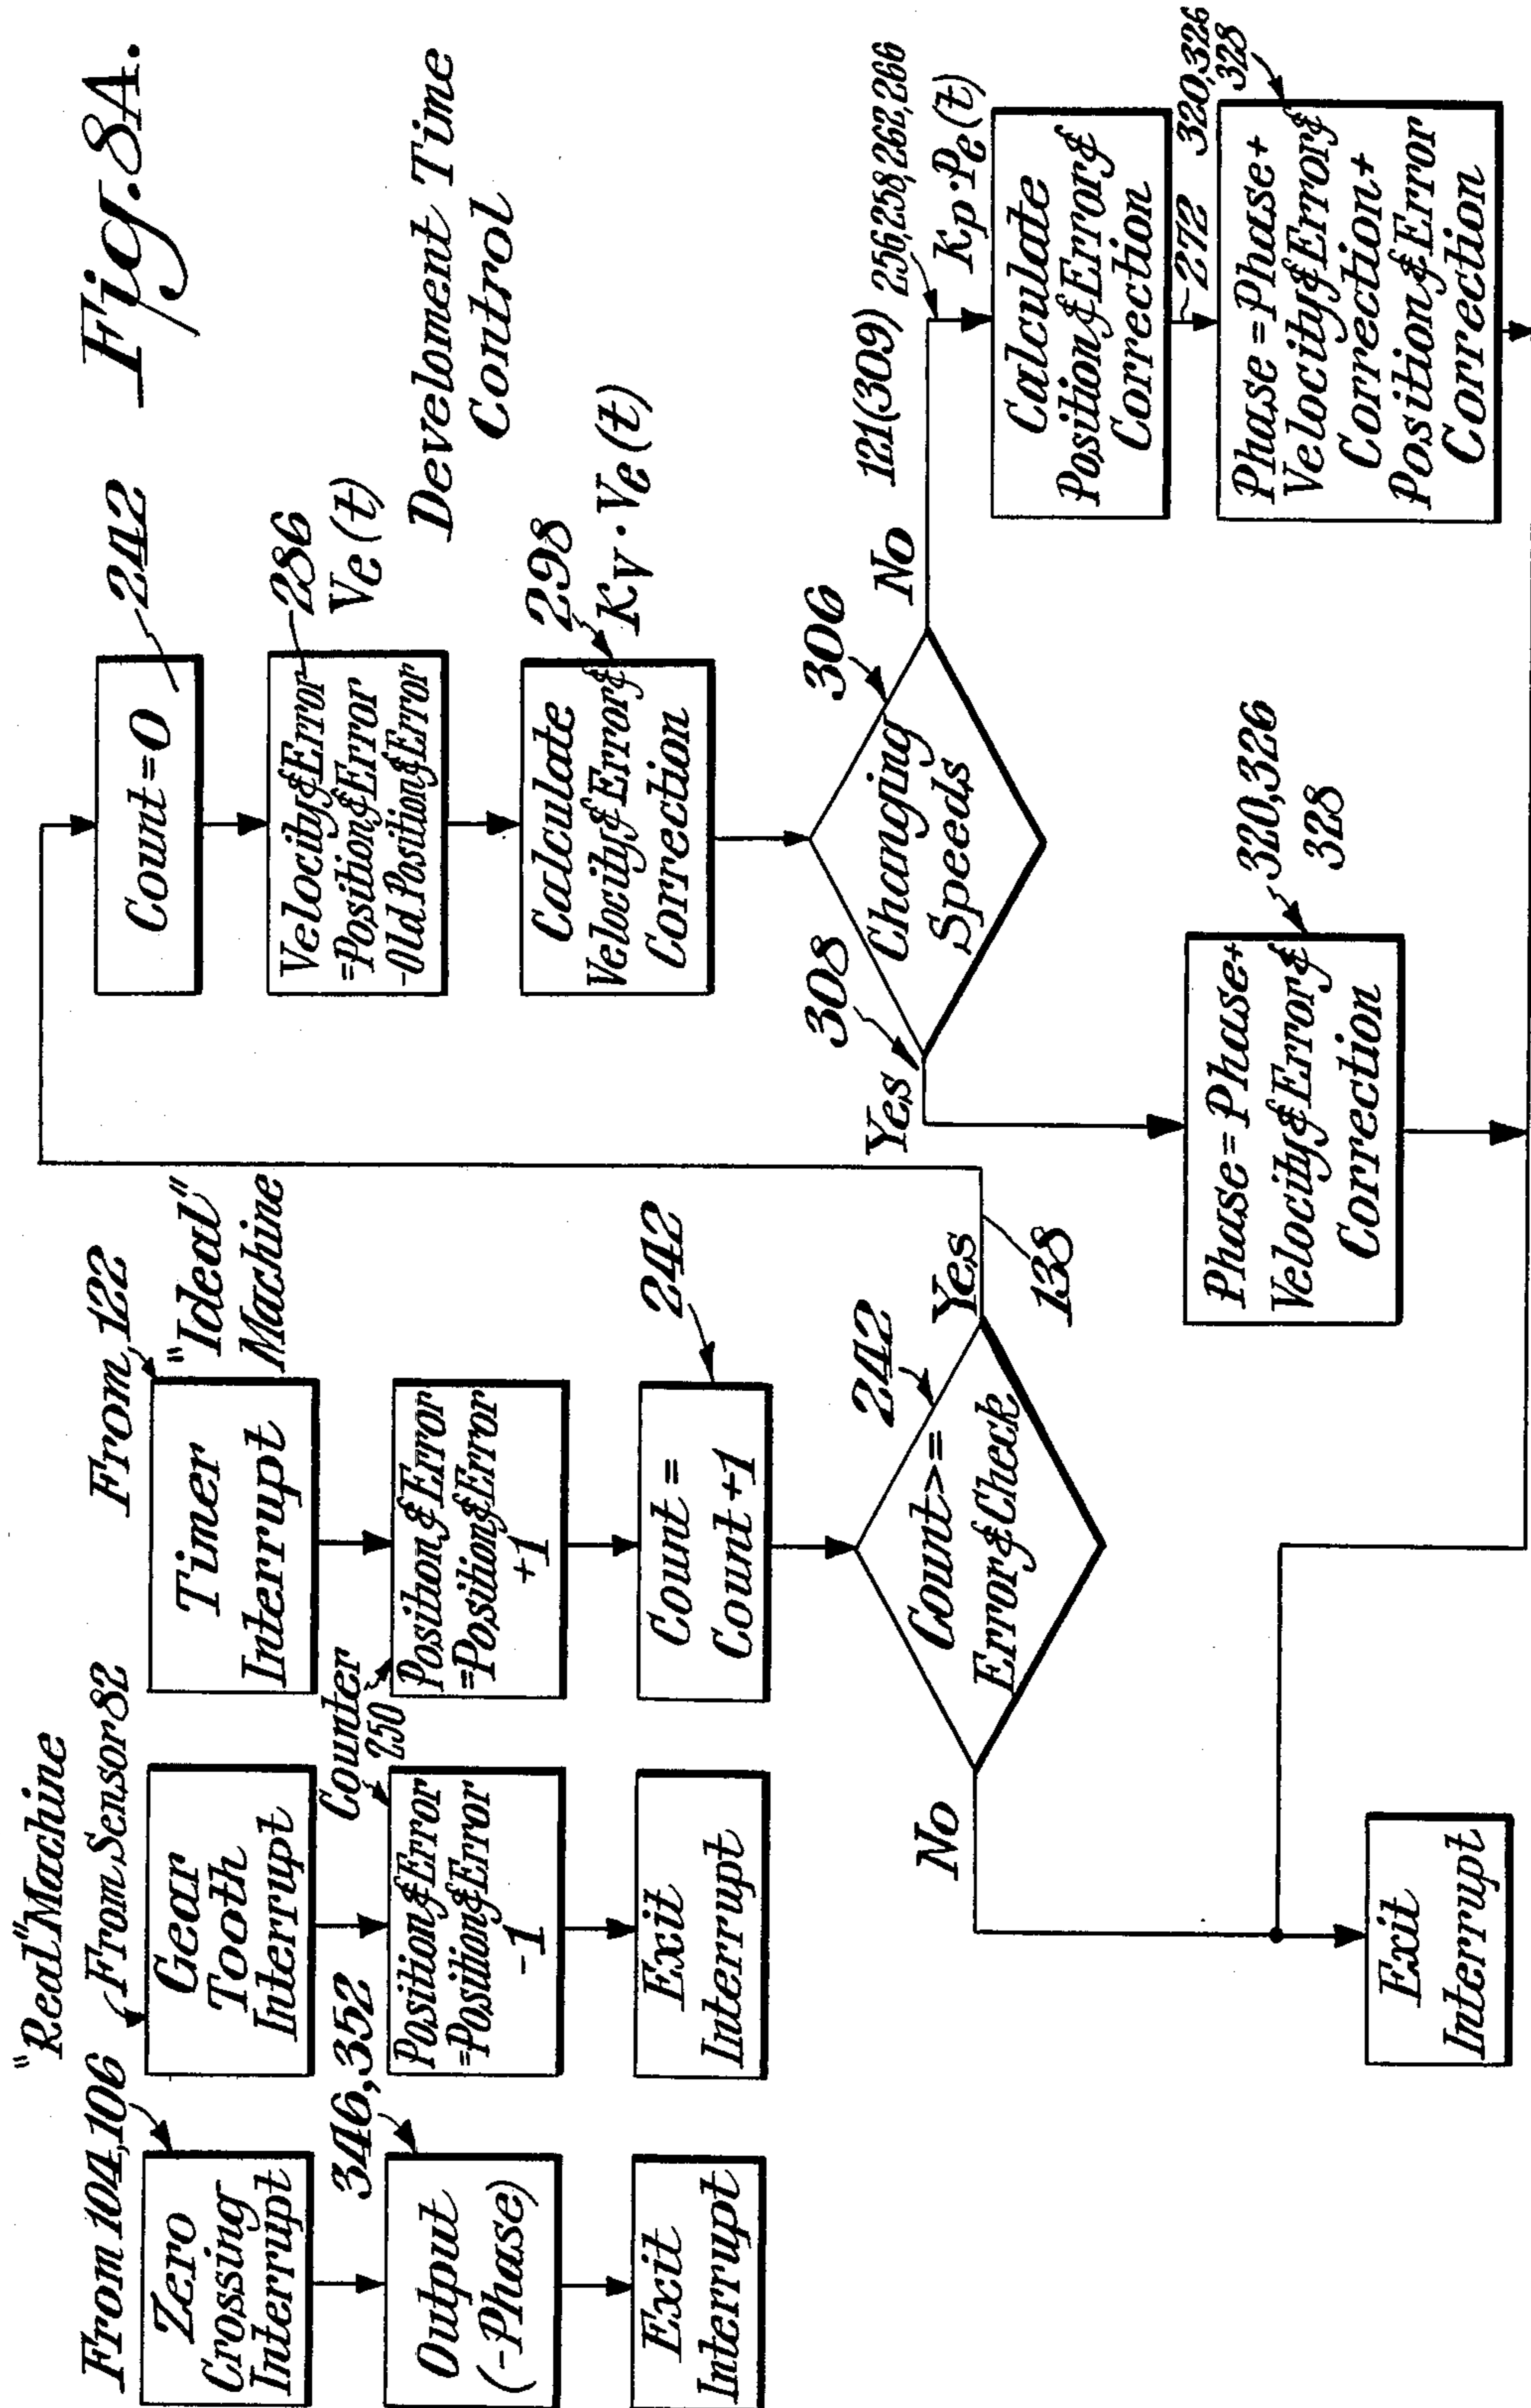 Fig. 8A.
Develoment Time
Control
From 104,106
Zero
Crossing
Interrupt
346,352
Output
(-Phase)
Exit
Interrupt
"Real" Machine
From Sensor 82
Gear
Tooth
Interrupt
Counter
250
Position & Error
=Position & Error
-1
Exit
Interrupt
From 122
"Ideal"
Machine
Timer
Interrupt
Position & Error
=Position & Error
+1
242
Count =
Count +1
242
Count >=
Error & Check
No
Yes
138
Exit
Interrupt
Count = 0
242
Velocity & Error
=Position & Error
-Old Position & Error
286
Ve (t)
Calculate
Velocity & Error &
Correction
298
Kv · Ve (t)
Changing
Speeds
306
308
Yes
No
121(309)
320,326
328
Phase = Phase +
Velocity & Error &
Correction
256,258,262,266
Kp · Pe (t)
Calculate
Position & Error &
Correction
272
320,326
328
Phase = Phase +
Velocity & Error &
Correction +
Position & Error
Correction